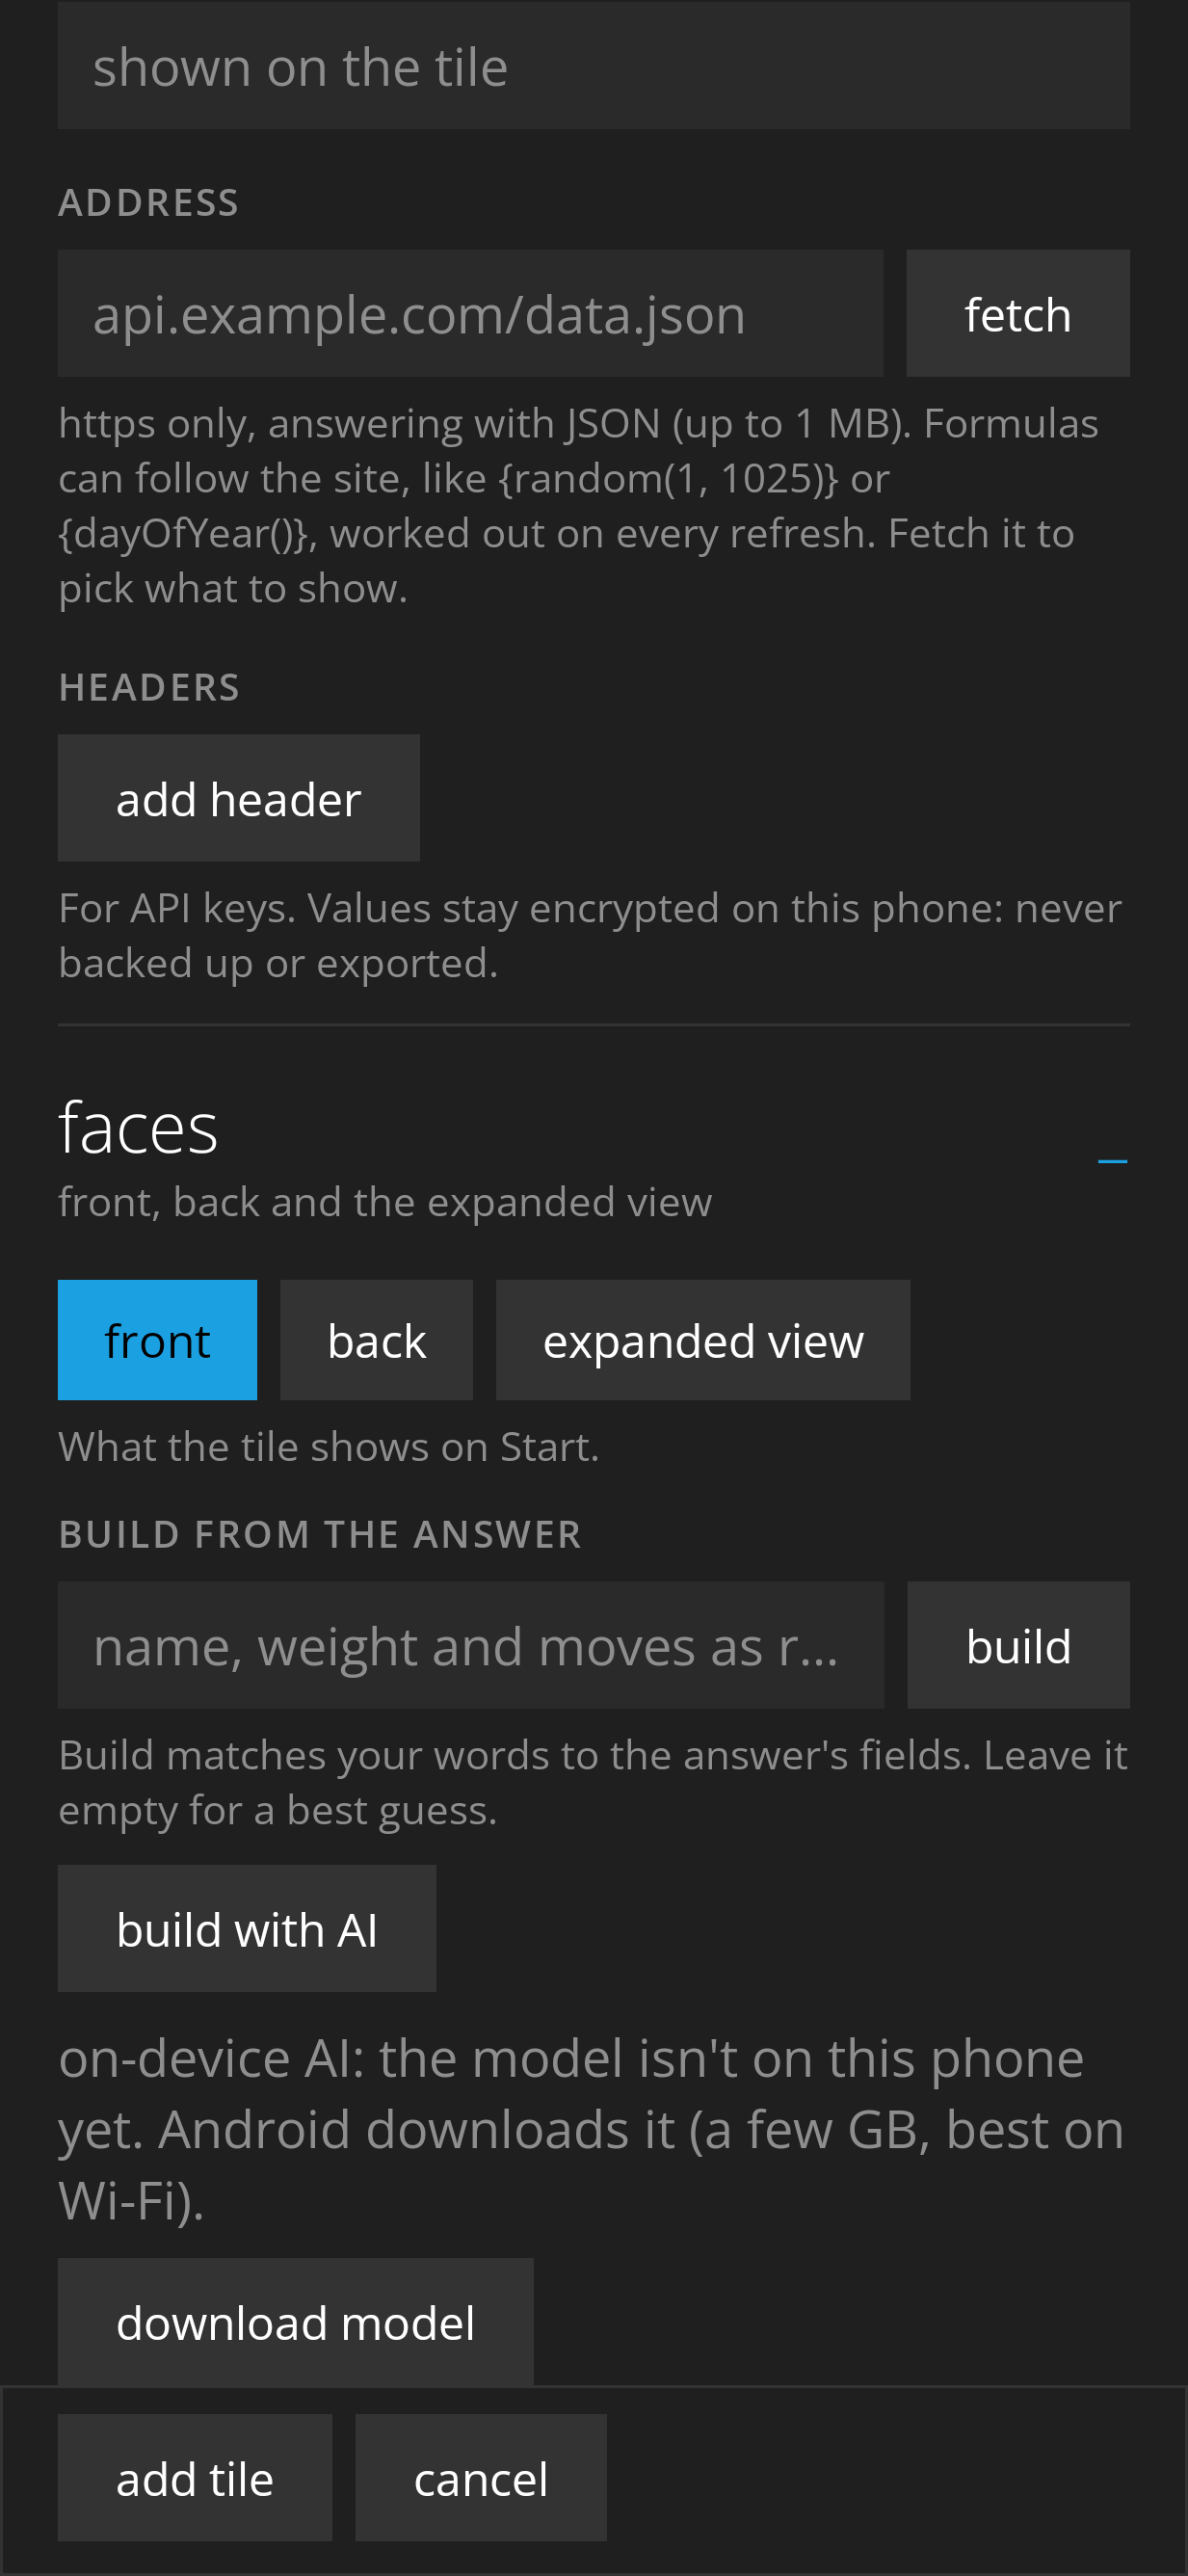 shown on the tile
ADDRESS
api.example.com/data.json
fetch
https only, answering with JSON (up to 1 MB). Formulas
can follow the site, like {random(1, 1025)} or
{dayOfYear()}, worked out on every refresh. Fetch it to
pick what to show.
HEADERS
add header
For API keys. Values stay encrypted on this phone: never
backed up or exported.
faces
front, back and the expanded view
front
back
expanded view
What the tile shows on Start.
BUILD FROM THE ANSWER
name, weight and moves as r...
build
Build matches your words to the answer's fields. Leave it
empty for a best guess.
build with AI
on-device AI: the model isn't on this phone
yet. Android downloads it (a few GB, best on
Wi-Fi).
download model
add tile
cancel